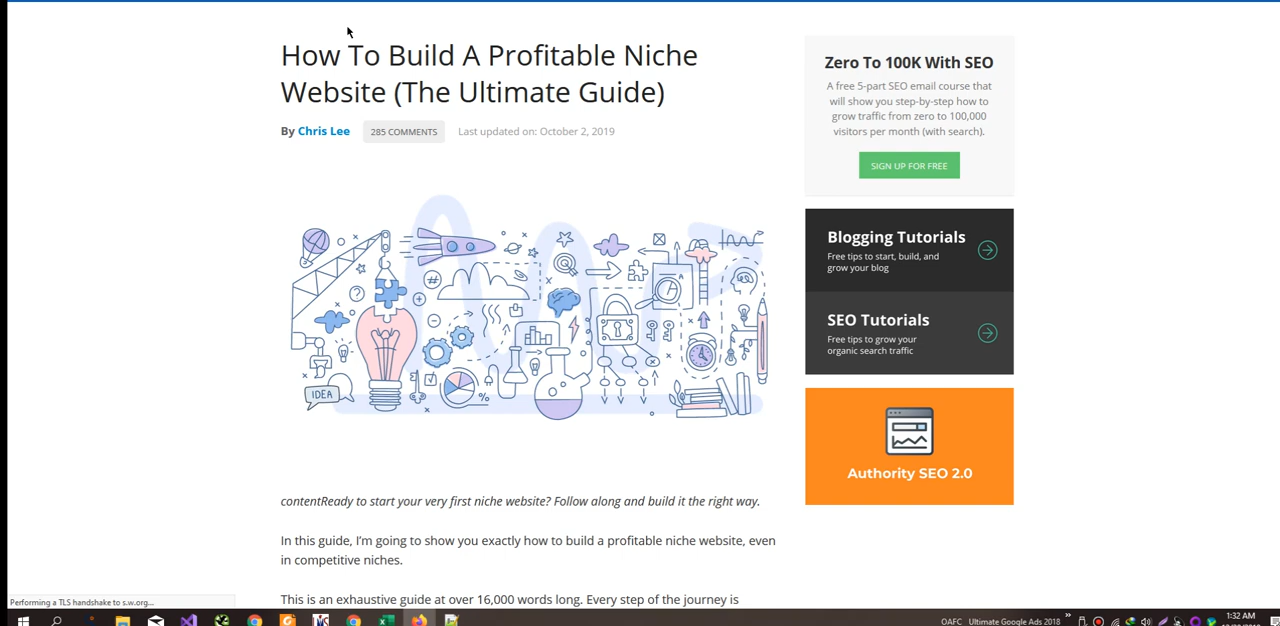 How To Build A Profitable Niche
Website (The Ultimate Guide)
By Chris Lee
285 COMMENTS
Last updated on: October 2, 2019
IDEA
contentReady to start your very first niche website? Follow along and build it the right way.
In this guide, I'm going to show you exactly how to build a profitable niche website, even
in competitive niches.
This is an exhaustive guide at over 16,000 words long. Every step of the journey is
Zero To 100K With SEO
A free 5-part SEO email course that
will show you step-by-step how to
grow traffic from zero to 100,000
visitors per month (with search).
SIGN UP FOR FREE
Blogging Tutorials
Free tips to start, build, and
grow your blog
SEO Tutorials
Free tips to grow your
organic search traffic
Authority SEO 2.0
Performing a TLS handshake to s.w.org...
OAFC Ultimate Google Ads 2018
1:32 AM